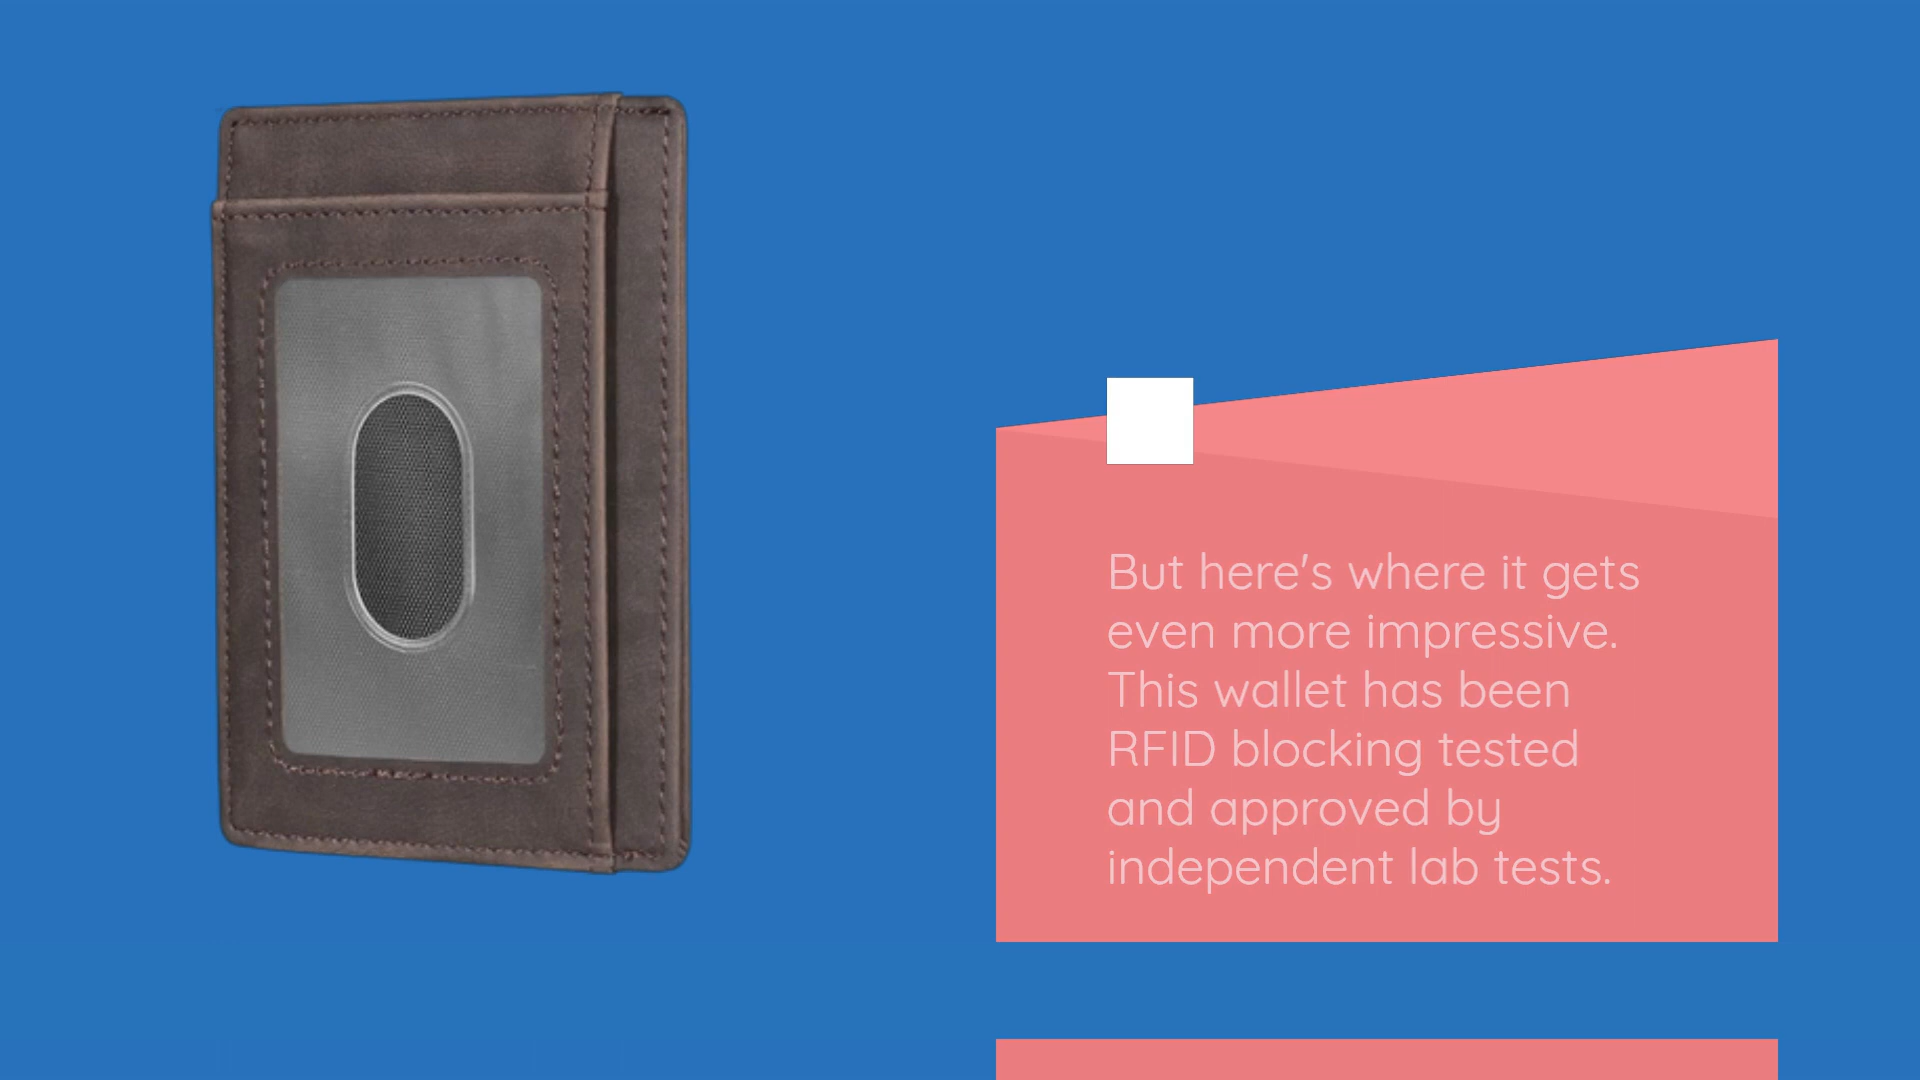 But here's where it gets
even more impressive.
This wallet has been
RFID blocking tested
and approved by
independent lab tests.